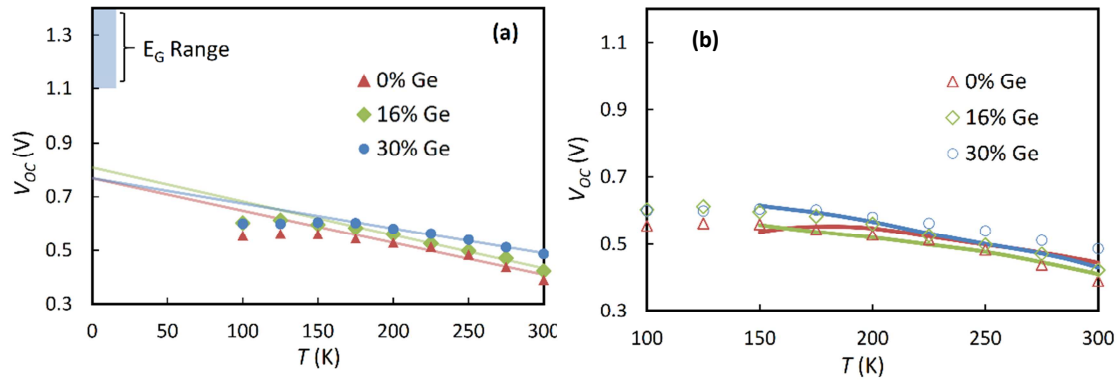 1.4
1.1
0.9
0.7
0.5
0.3
V_OC (V)
E_G Range
(a)
0% Ge
16% Ge
30% Ge
0 50 100 150 200 250 300
T (K)
1.1
0.9
0.7
0.5
0.3
V_OC (V)
(b)
0% Ge
16% Ge
30% Ge
100 150 200 250 300
T (K)